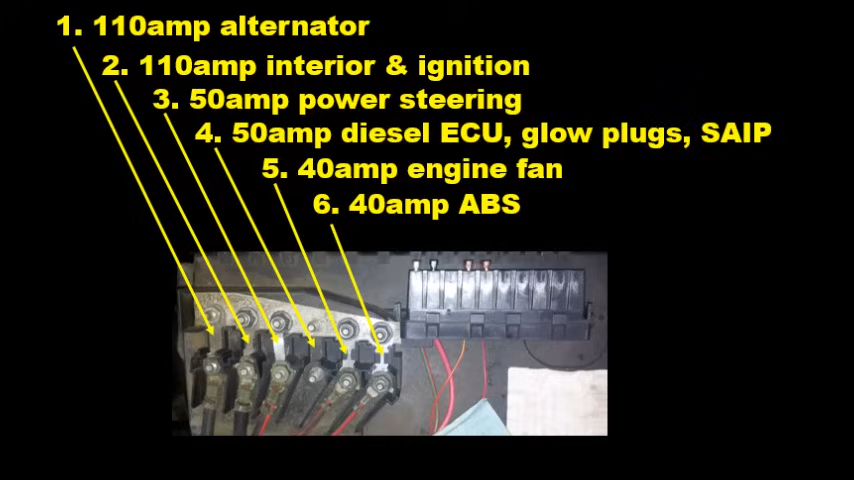 1. 110amp alternator
2. 110amp interior & ignition
3. 50amp power steering
4. 50amp diesel ECU, glow plugs, SAIP
5. 40amp engine fan
6. 40amp ABS